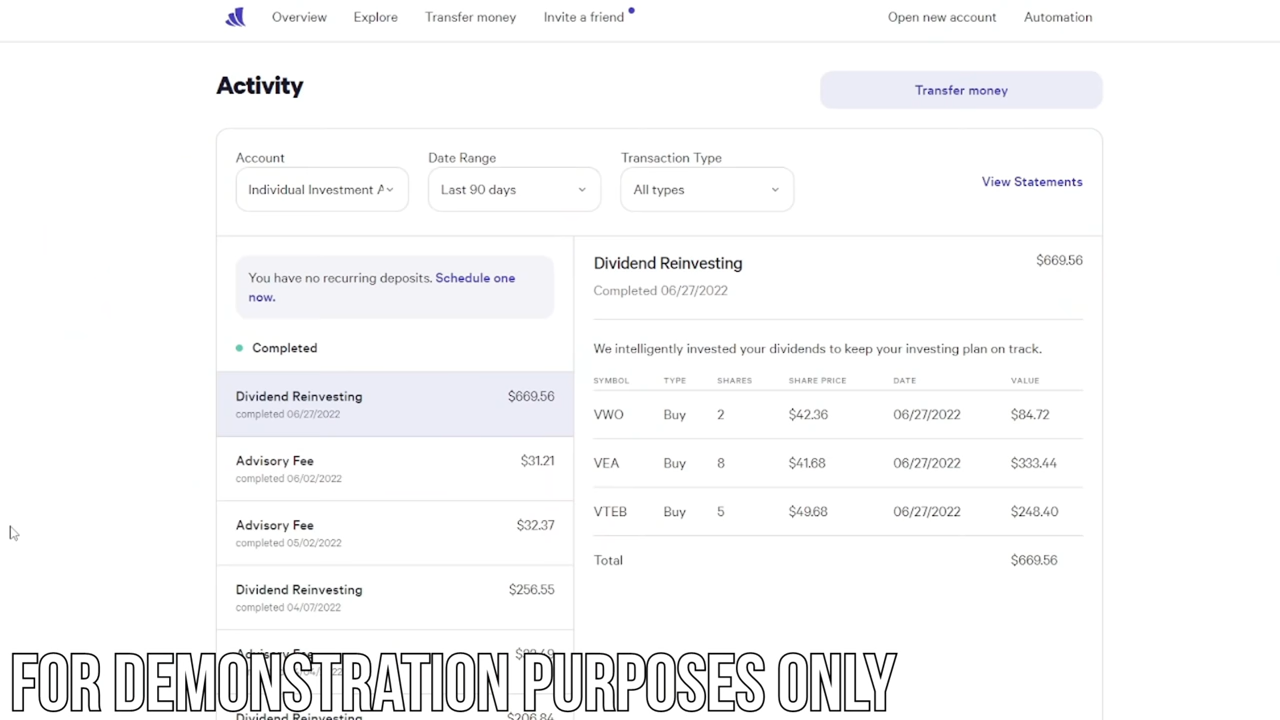 Overview Explore Transfer money Invite a friend Open new account Automation
Activity
Transfer money
Account Date Range Transaction Type
Individual Investment A Last 90 days All types
View Statements
You have no recurring deposits. Schedule one
now.
Completed
Dividend Reinvesting $669.56
completed 06/27/2022
Advisory Fee $31.21
completed 06/02/2022
Advisory Fee $32.37
completed 05/02/2022
Dividend Reinvesting $256.55
completed 04/07/2022
Advisory Fee
Dividend Reinvesting $206.84
Dividend Reinvesting $669.56
Completed 06/27/2022
We intelligently invested your dividends to keep your investing plan on track.
SYMBOL TYPE SHARES SHARE PRICE DATE VALUE
VWO Buy 2 $42.36 06/27/2022 $84.72
VEA Buy 8 $41.68 06/27/2022 $333.44
VTEB Buy 5 $49.68 06/27/2022 $248.40
Total $669.56
FOR DEMONSTRATION PURPOSES ONLY